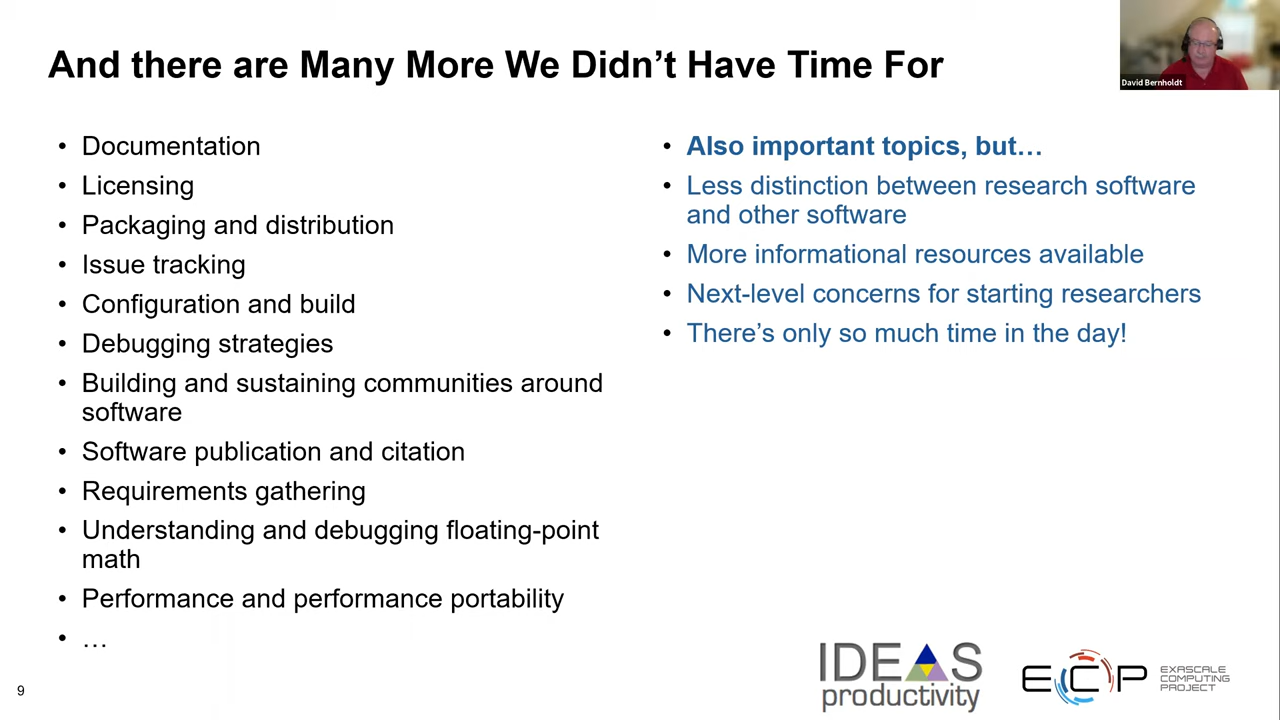 And there are Many More We Didn't Have Time For
David Bernholdt
• Documentation
• Licensing
• Packaging and distribution
• Issue tracking
• Configuration and build
• Debugging strategies
• Building and sustaining communities around
software
• Software publication and citation
• Requirements gathering
• Understanding and debugging floating-point
math
• Performance and performance portability
• …
• Also important topics, but…
• Less distinction between research software
and other software
• More informational resources available
• Next-level concerns for starting researchers
• There's only so much time in the day!
9
IDEAS
productivity
ECP
EXASCALE
COMPUTING
PROJECT